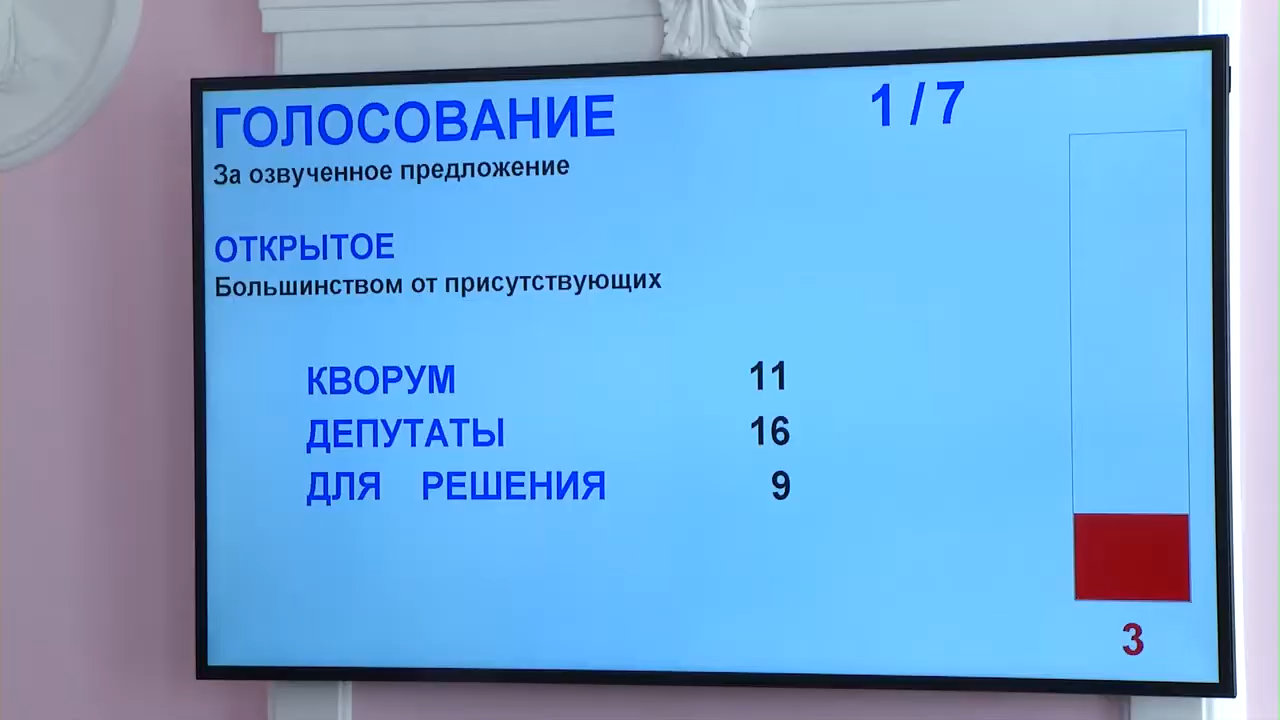 ГОЛОСОВАНИЕ 1/7
За озвученное предложение
ОТКРЫТОЕ
Большинством от присутствующих
КВОРУМ 11
ДЕПУТАТЫ 16
ДЛЯ РЕШЕНИЯ 9
3